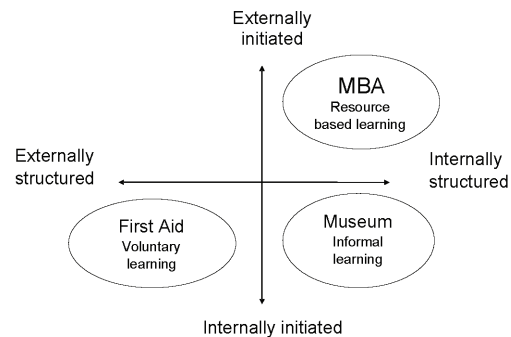 Externally
initiated
MBA
Resource
based learning
Externally
structured
Internally
structured
First Aid
Voluntary
learning
Museum
Informal
learning
Internally initiated